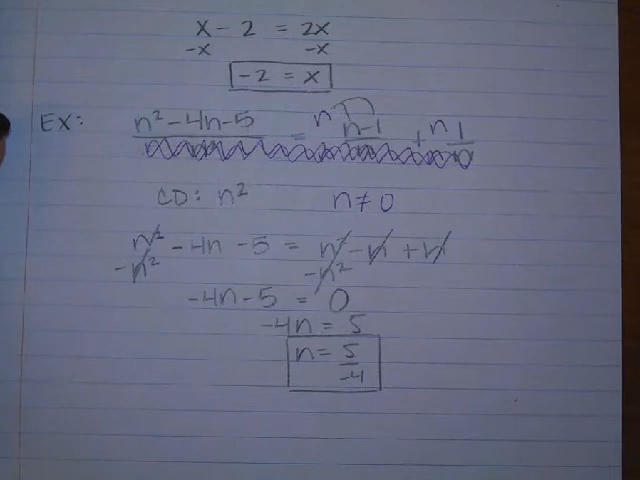 x - 2 = 2x
-x -x
-2 = x
EX: n² - 4n - 5 = n n-1 + n 1
CD: n² n ≠ 0
n² - 4n - 5 = n² - n + n
-n² -n²
-4n - 5 = 0
-4n = 5
n = 5
-4